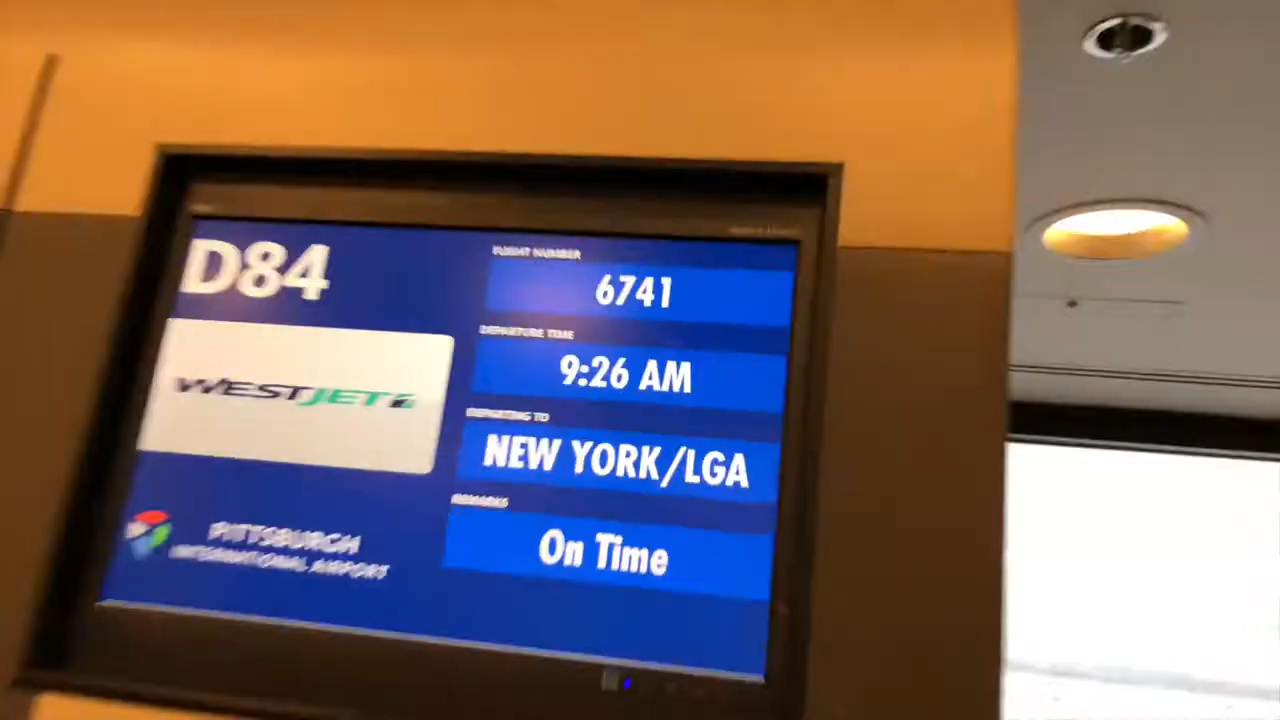 D84
WESTJET
PITTSBURGH
INTERNATIONAL AIRPORT
FLIGHT NUMBER
6741
DEPARTURE TIME
9:26 AM
DEPARTING TO
NEW YORK/LGA
REMARKS
On Time